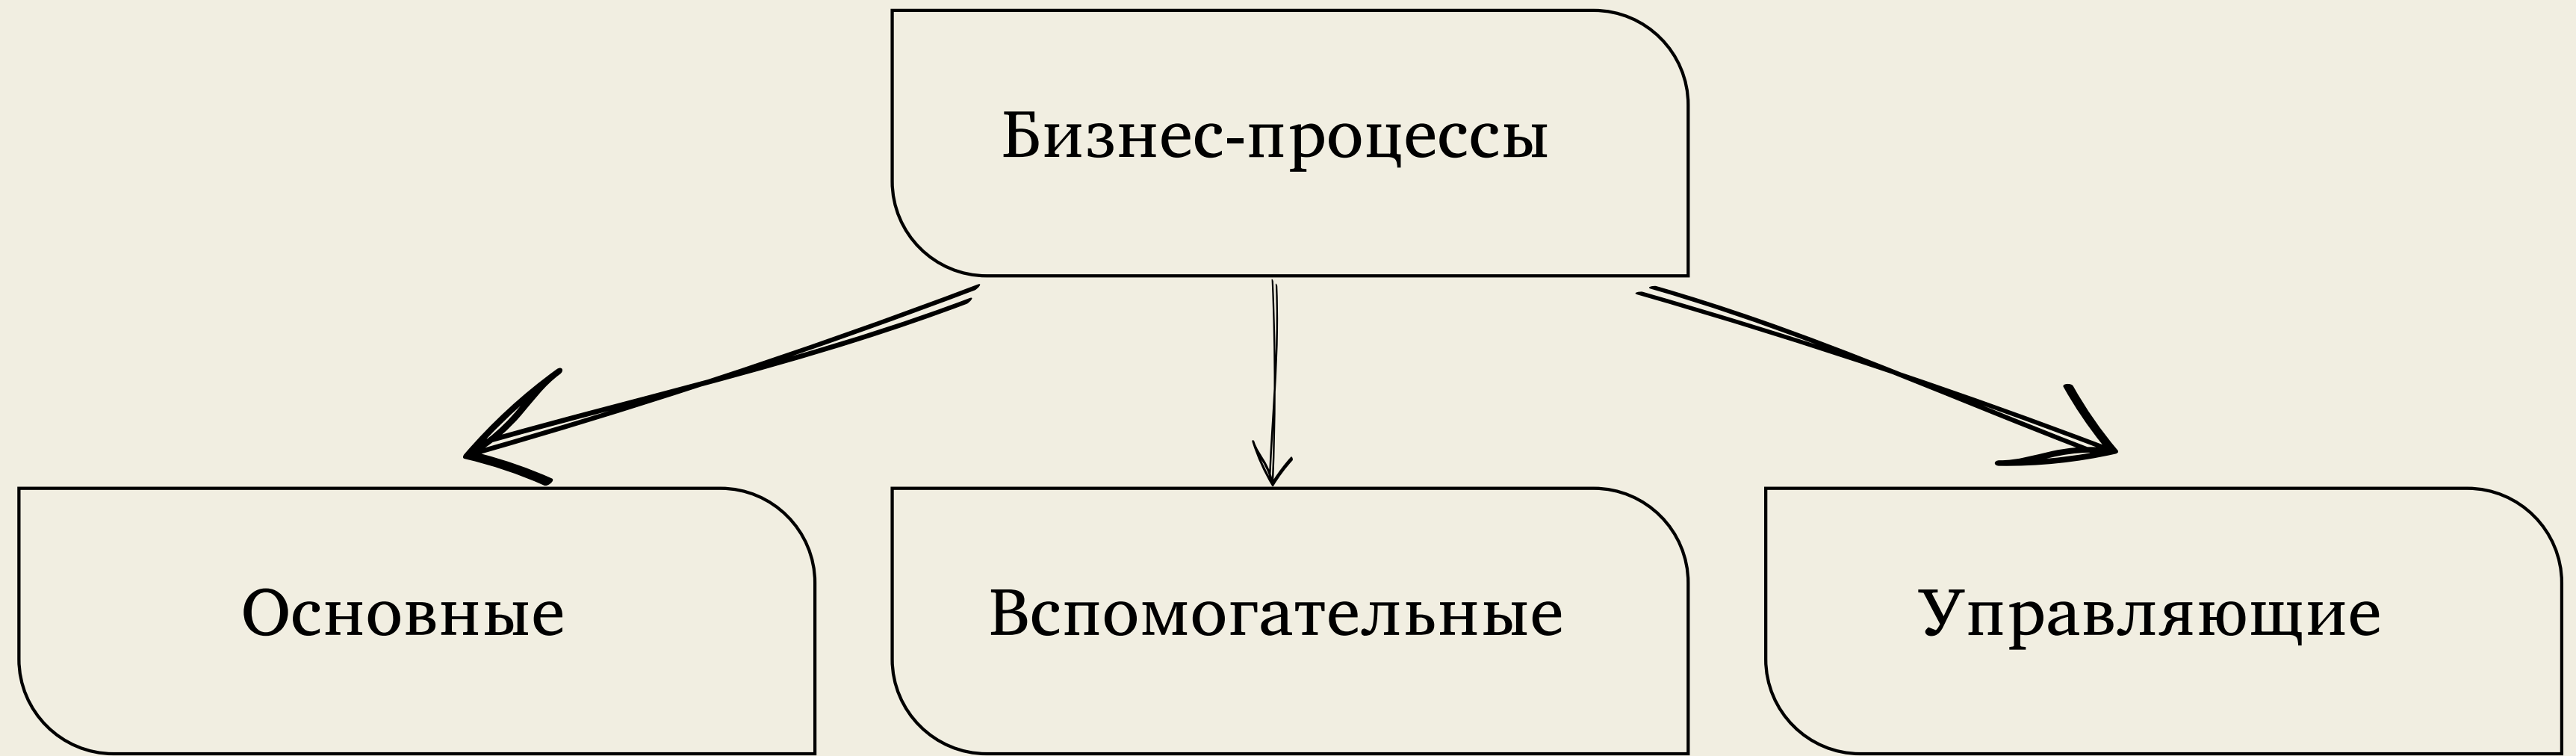 Бизнес-процессы
Основные
Вспомогательные
Управляющие